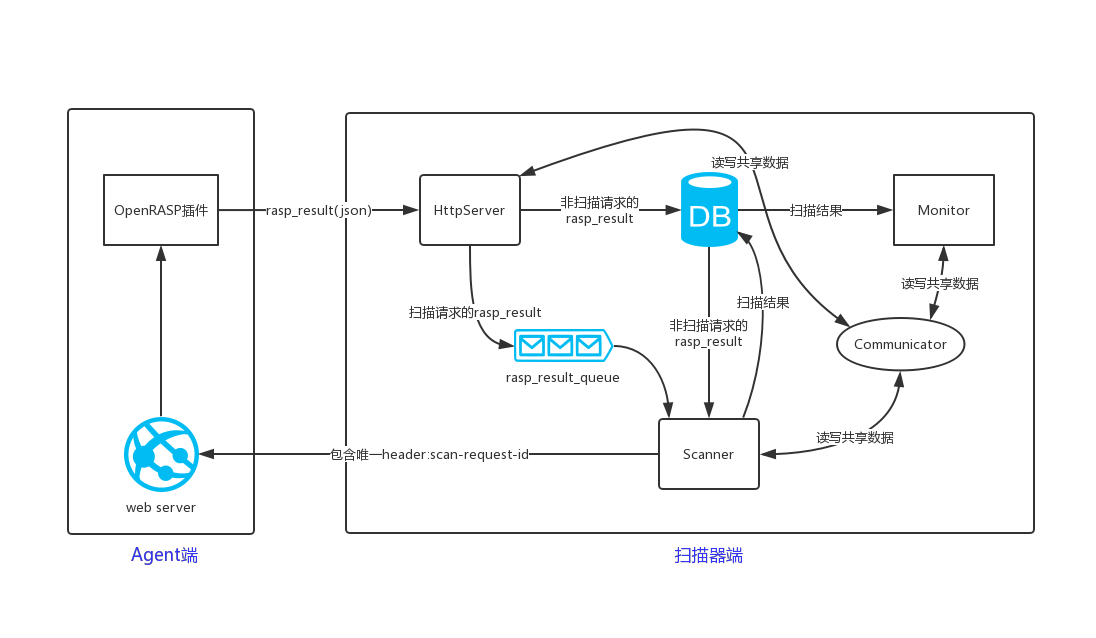 读写共享数据
OpenRASP插件
rasp_result(json)
HttpServer
非扫描请求的
rasp_result
DB
扫描结果
Monitor
读写共享数据
扫描请求的rasp_result
扫描结果
非扫描请求的
rasp_result
Communicator
rasp_result_queue
读写共享数据
包含唯一header:scan-request-id
Scanner
web server
Agent端
扫描器端